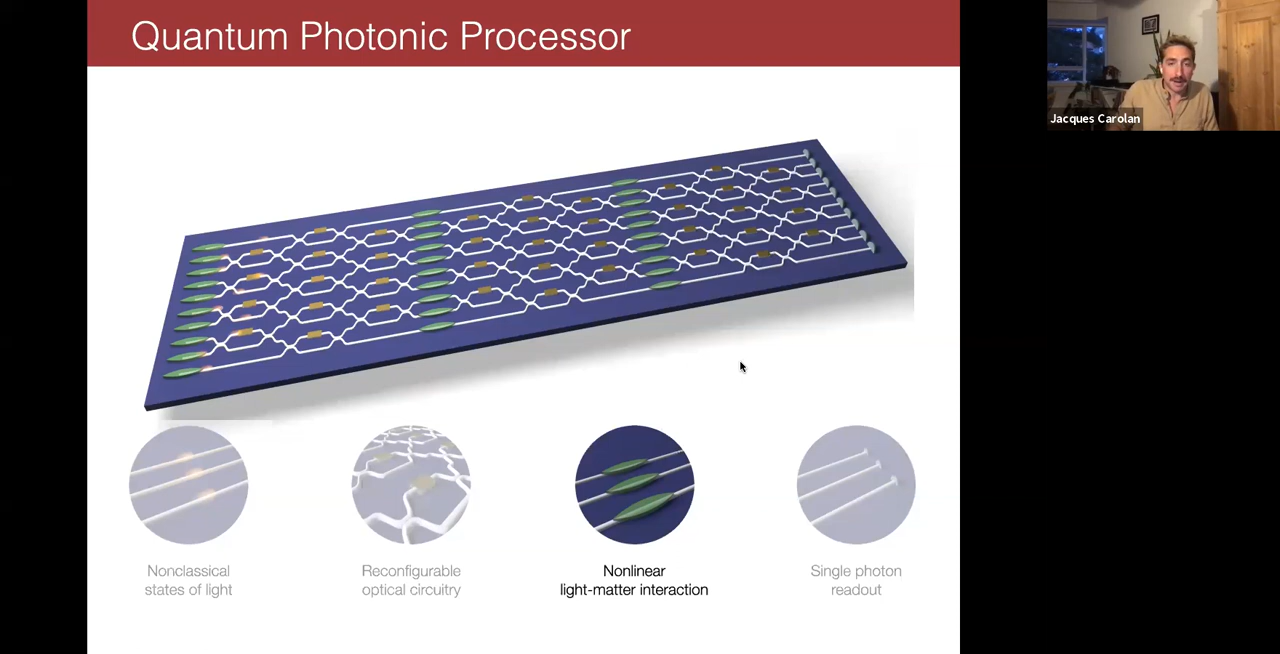 Quantum Photonic Processor
Jacques Carolan
Nonclassical
states of light
Reconfigurable
optical circuitry
Nonlinear
light-matter interaction
Single photon
readout